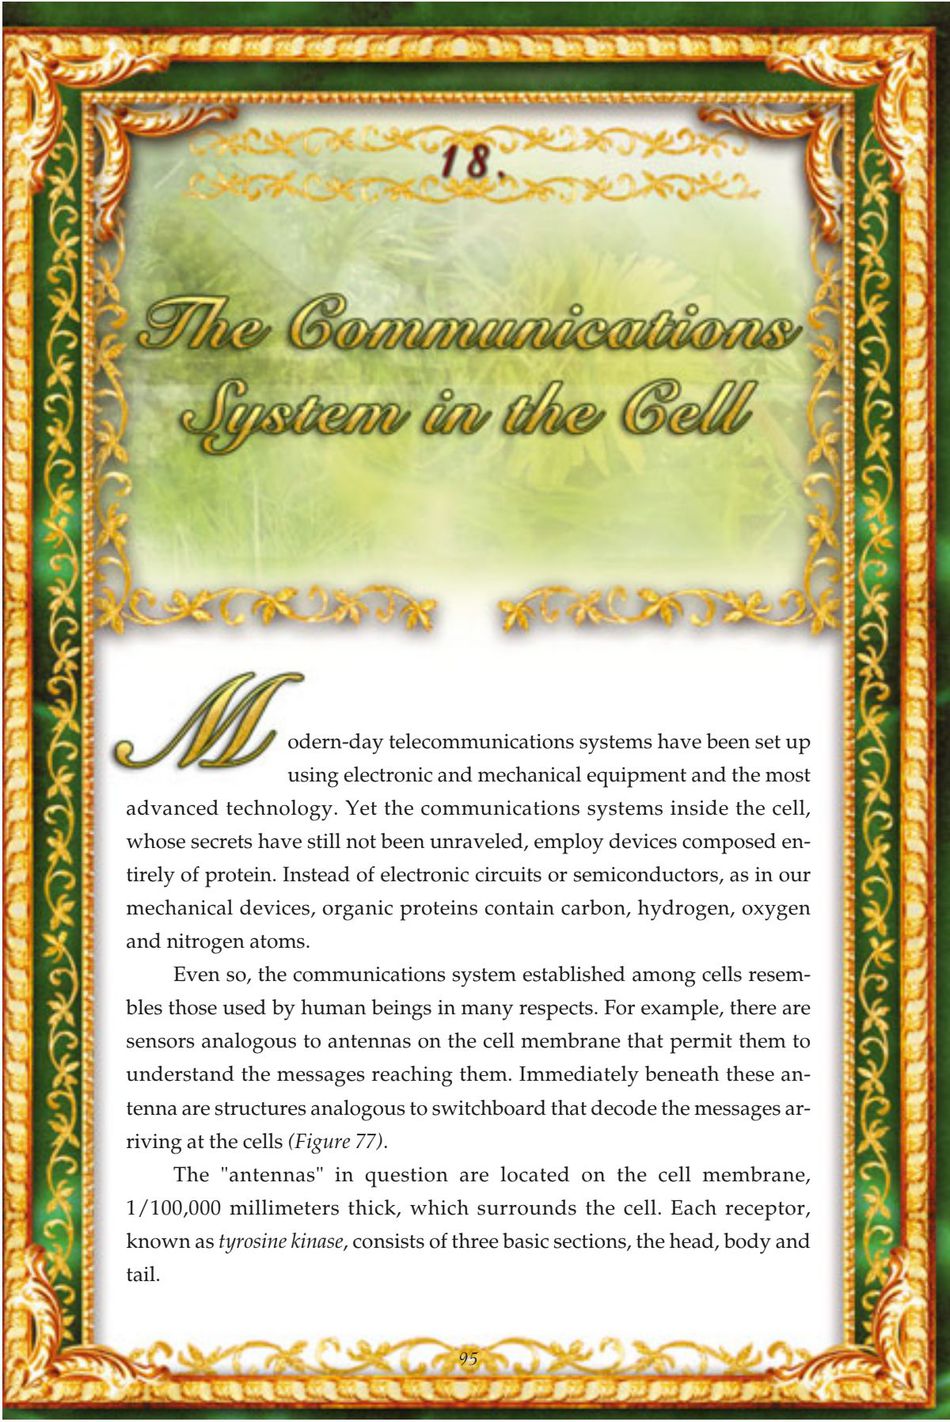 18.
The Communications
System in the Cell
Modern-day telecommunications systems have been set up
using electronic and mechanical equipment and the most
advanced technology. Yet the communications systems inside the cell,
whose secrets have still not been unraveled, employ devices composed en-
tirely of protein. Instead of electronic circuits or semiconductors, as in our
mechanical devices, organic proteins contain carbon, hydrogen, oxygen
and nitrogen atoms.
Even so, the communications system established among cells resem-
bles those used by human beings in many respects. For example, there are
sensors analogous to antennas on the cell membrane that permit them to
understand the messages reaching them. Immediately beneath these an-
tenna are structures analogous to switchboard that decode the messages ar-
riving at the cells (Figure 77).
The "antennas" in question are located on the cell membrane,
1/100,000 millimeters thick, which surrounds the cell. Each receptor,
known as tyrosine kinase, consists of three basic sections, the head, body and
tail.
95